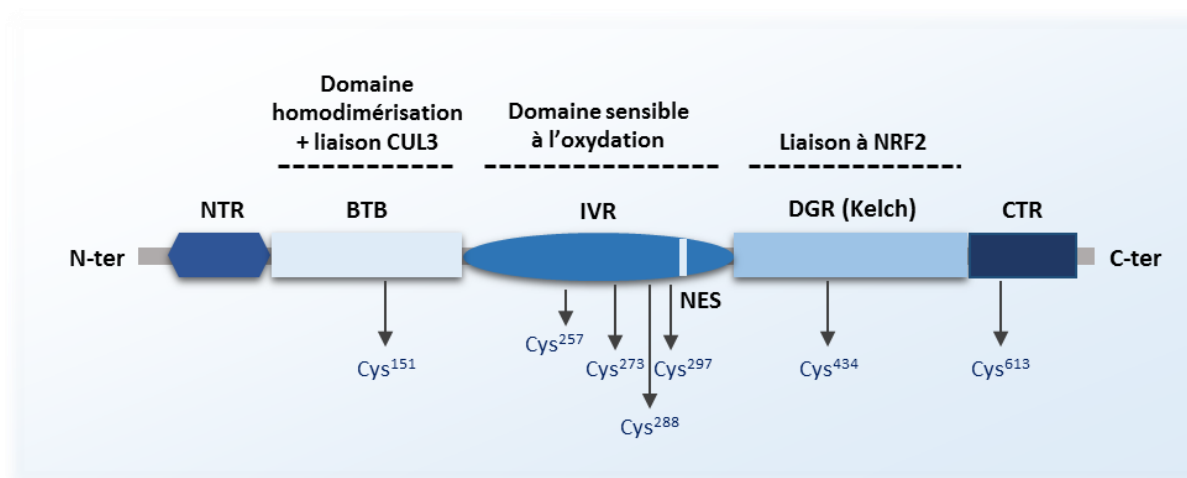 Domaine
homodimérisation
+ liaison CUL3
Domaine sensible
à l’oxydation
Liaison à NRF2
NTR
BTB
IVR
DGR (Kelch)
CTR
N-ter
C-ter
NES
Cys257
Cys151
Cys273
Cys297
Cys434
Cys613
Cys288